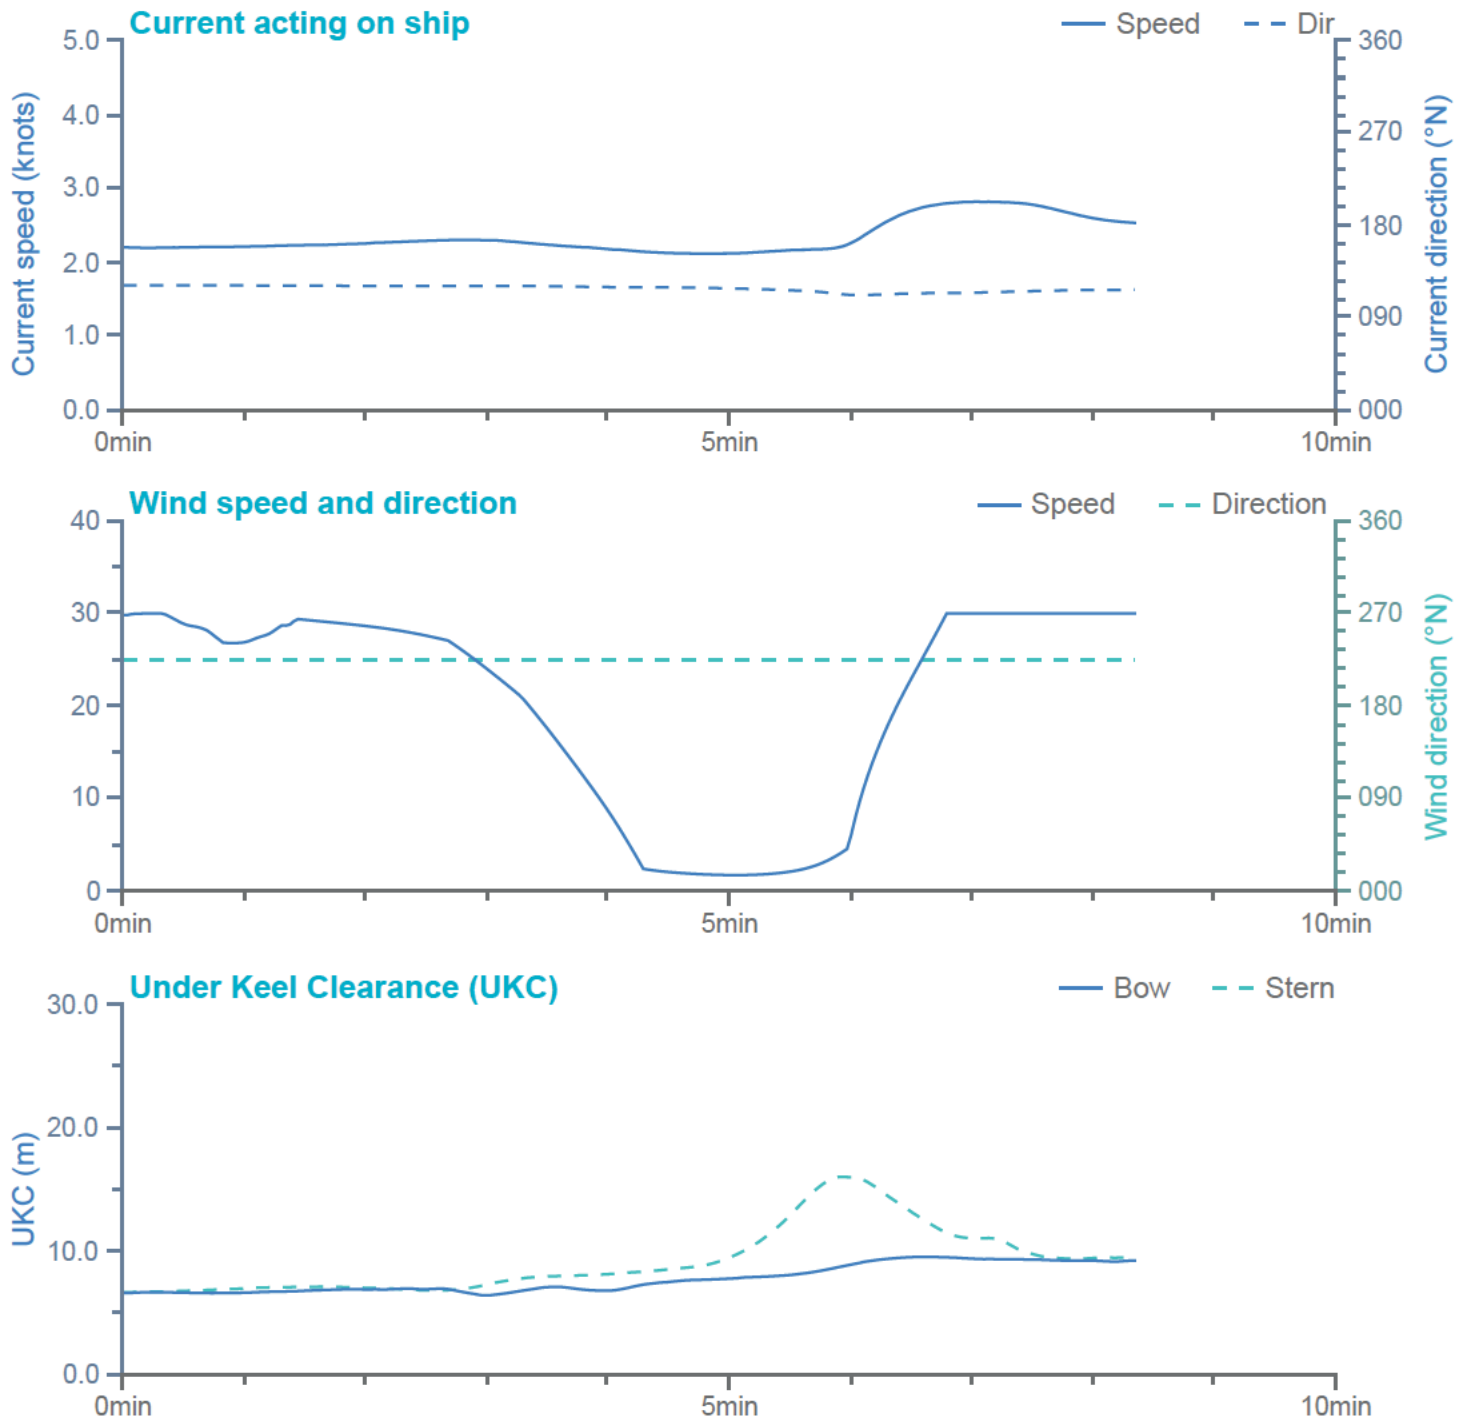 Current acting on ship
Speed
Dir
Current speed (knots)
5.0
4.0
3.0
2.0
1.0
0.0
360
270
180
090
000
Current direction (°N)
0min
5min
10min
Wind speed and direction
Speed
Direction
40
30
20
10
0
360
270
180
090
000
Wind direction (°N)
0min
5min
10min
Under Keel Clearance (UKC)
Bow
Stern
UKC (m)
30.0
20.0
10.0
0.0
0min
5min
10min